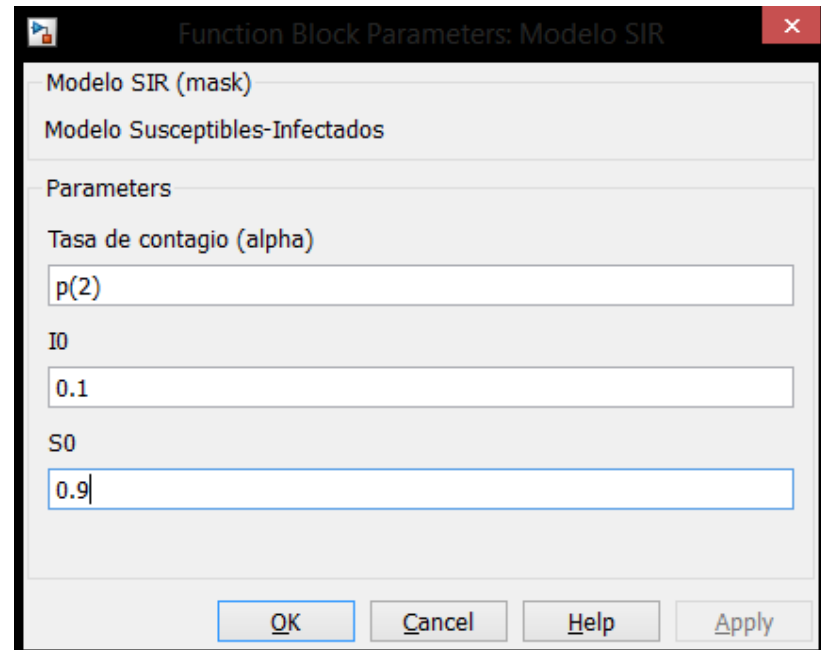 Function Block Parameters: Modelo SIR
Modelo SIR (mask)
Modelo Susceptibles-Infectados
Parameters
Tasa de contagio (alpha)
p(2)
I0
0.1
S0
0.9
OK Cancel Help Apply